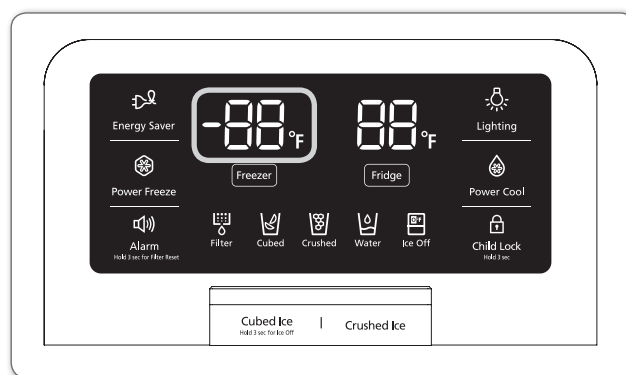 Energy Saver
-88°F
88°F
Lighting
Freezer
Fridge
Power Freeze
Power Cool
Alarm
Hold 3 sec for Filter Reset
Filter
Cubed
Crushed
Water
Ice Off
Child Lock
Hold 3 sec
Cubed Ice
Hold 3 sec for Ice Off
|
Crushed Ice